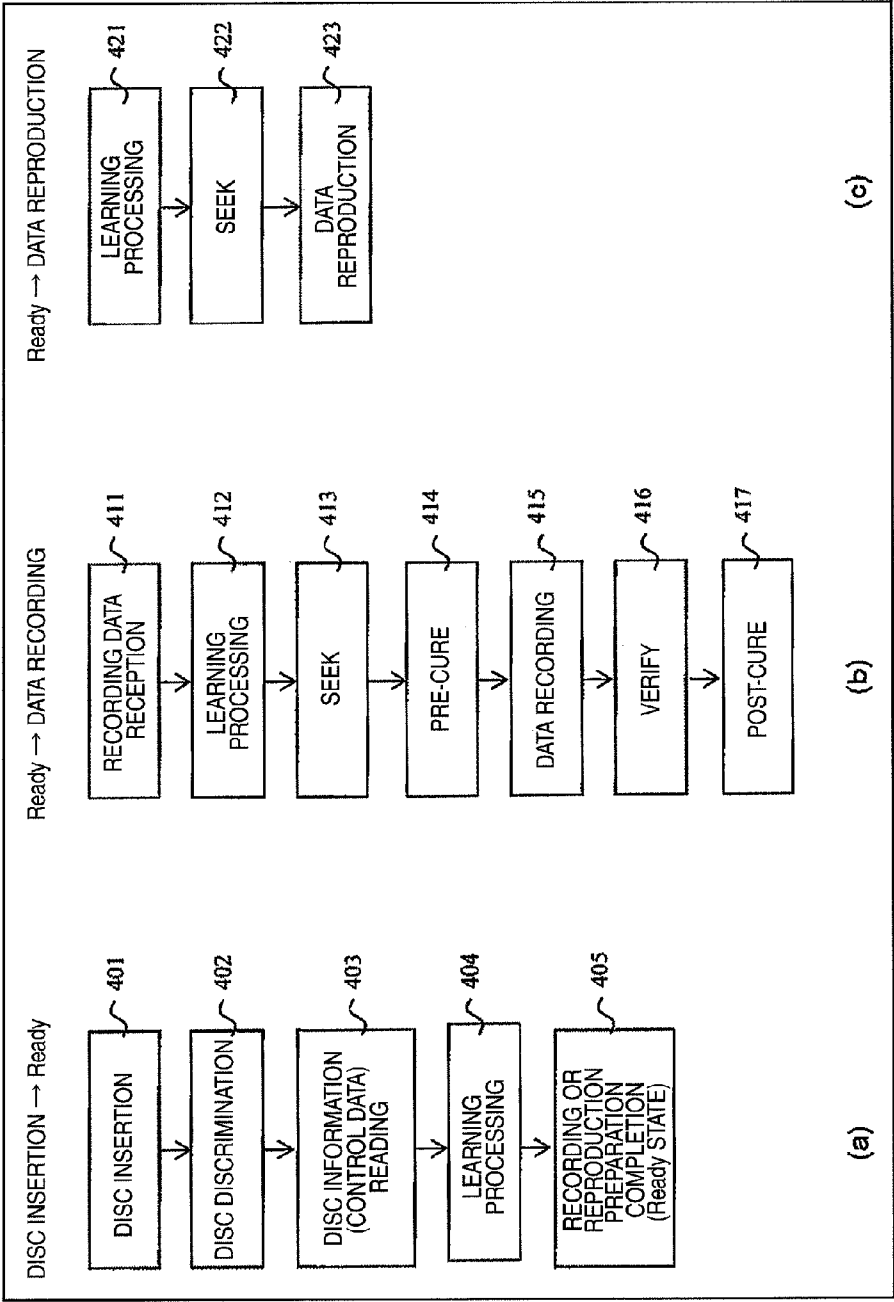 DISC INSERTION → Ready
DISC INSERTION
401
DISC DISCRIMINATION
402
DISC INFORMATION
(CONTROL DATA)
READING
403
LEARNING
PROCESSING
404
RECORDING OR
REPRODUCTION
PREPARATION
COMPLETION
(Ready STATE)
405
(a)
Ready → DATA RECORDING
RECORDING DATA
RECEPTION
411
LEARNING
PROCESSING
412
SEEK
413
PRE-CURE
414
DATA RECORDING
415
VERIFY
416
POST-CURE
417
(b)
Ready → DATA REPRODUCTION
LEARNING
PROCESSING
421
SEEK
422
DATA
REPRODUCTION
423
(c)